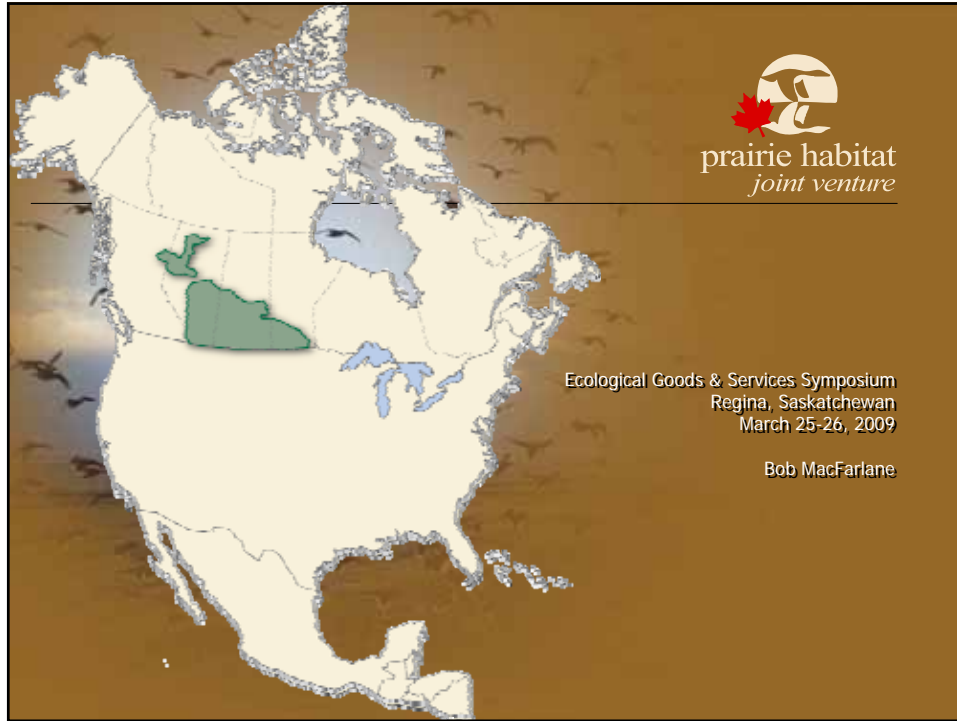 prairie habitat
joint venture
Ecological Goods & Services Symposium
Regina, Saskatchewan
March 25-26, 2009
Bob MacFarlane